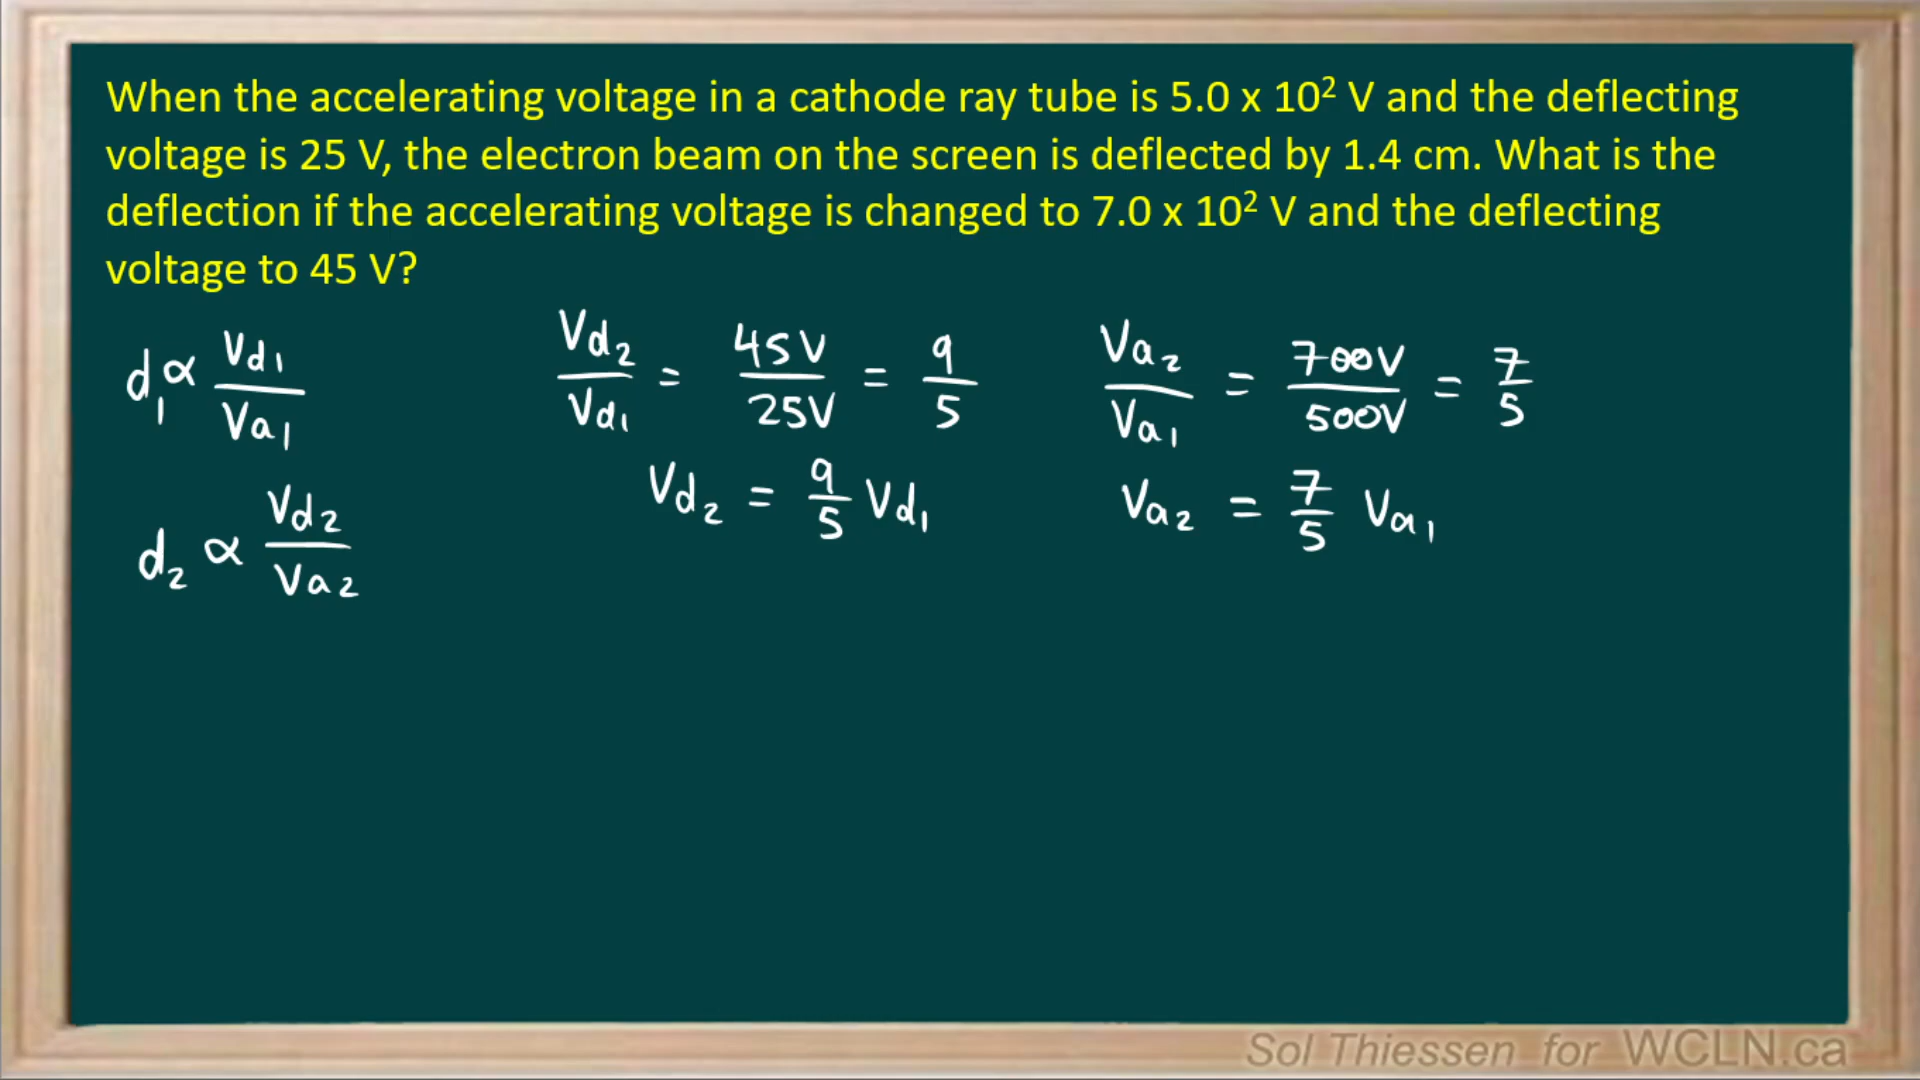 When the accelerating voltage in a cathode ray tube is 5.0 x 10² V and the deflecting
voltage is 25 V, the electron beam on the screen is deflected by 1.4 cm. What is the
deflection if the accelerating voltage is changed to 7.0 x 10² V and the deflecting
voltage to 45 V?
d₁ ∝ Vd₁/Va₁
Vd₂/Vd₁ = 45V/25V = 9/5
Va₂/Va₁ = 700V/500V = 7/5
Vd₂ = 9/5 Vd₁
Va₂ = 7/5 Va₁
d₂ ∝ Vd₂/Va₂
Sol Thiessen for WCLN.ca